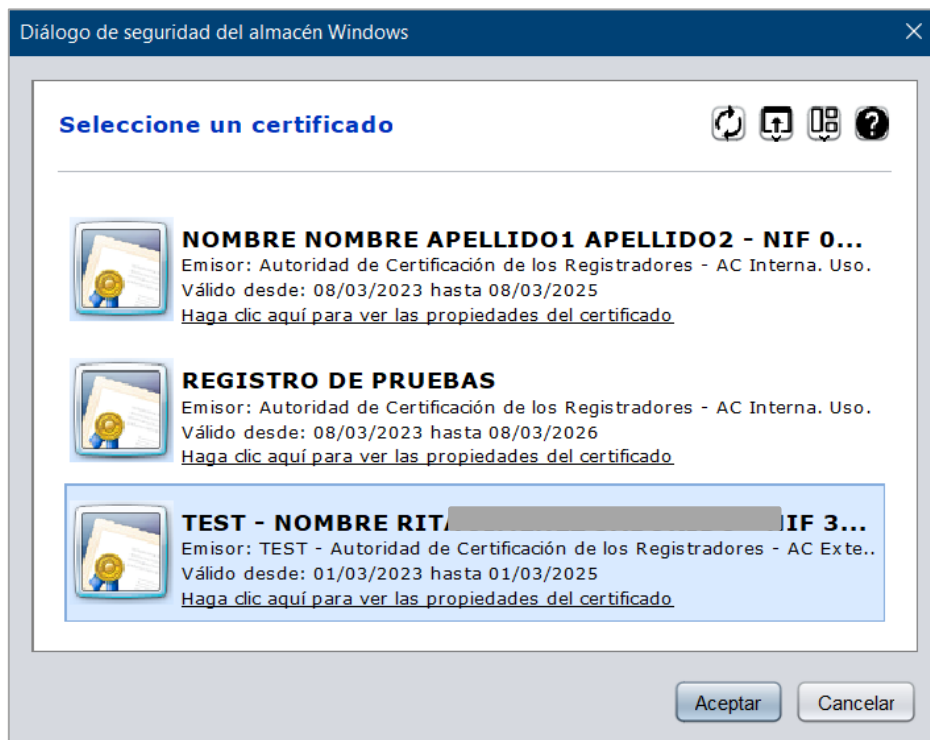 Diálogo de seguridad del almacén Windows
Seleccione un certificado
NOMBRE NOMBRE APELLIDO1 APELLIDO2 - NIF 0...
Emisor: Autoridad de Certificación de los Registradores - AC Interna. Uso.
Válido desde: 08/03/2023 hasta 08/03/2025
Haga clic aquí para ver las propiedades del certificado
REGISTRO DE PRUEBAS
Emisor: Autoridad de Certificación de los Registradores - AC Interna. Uso.
Válido desde: 08/03/2023 hasta 08/03/2026
Haga clic aquí para ver las propiedades del certificado
TEST - NOMBRE 3...
Emisor: TEST - Autoridad de Certificación de los Registradores - AC Exte..
Válido desde: 01/03/2023 hasta 01/03/2025
Haga clic aquí para ver las propiedades del certificado
Aceptar Cancelar